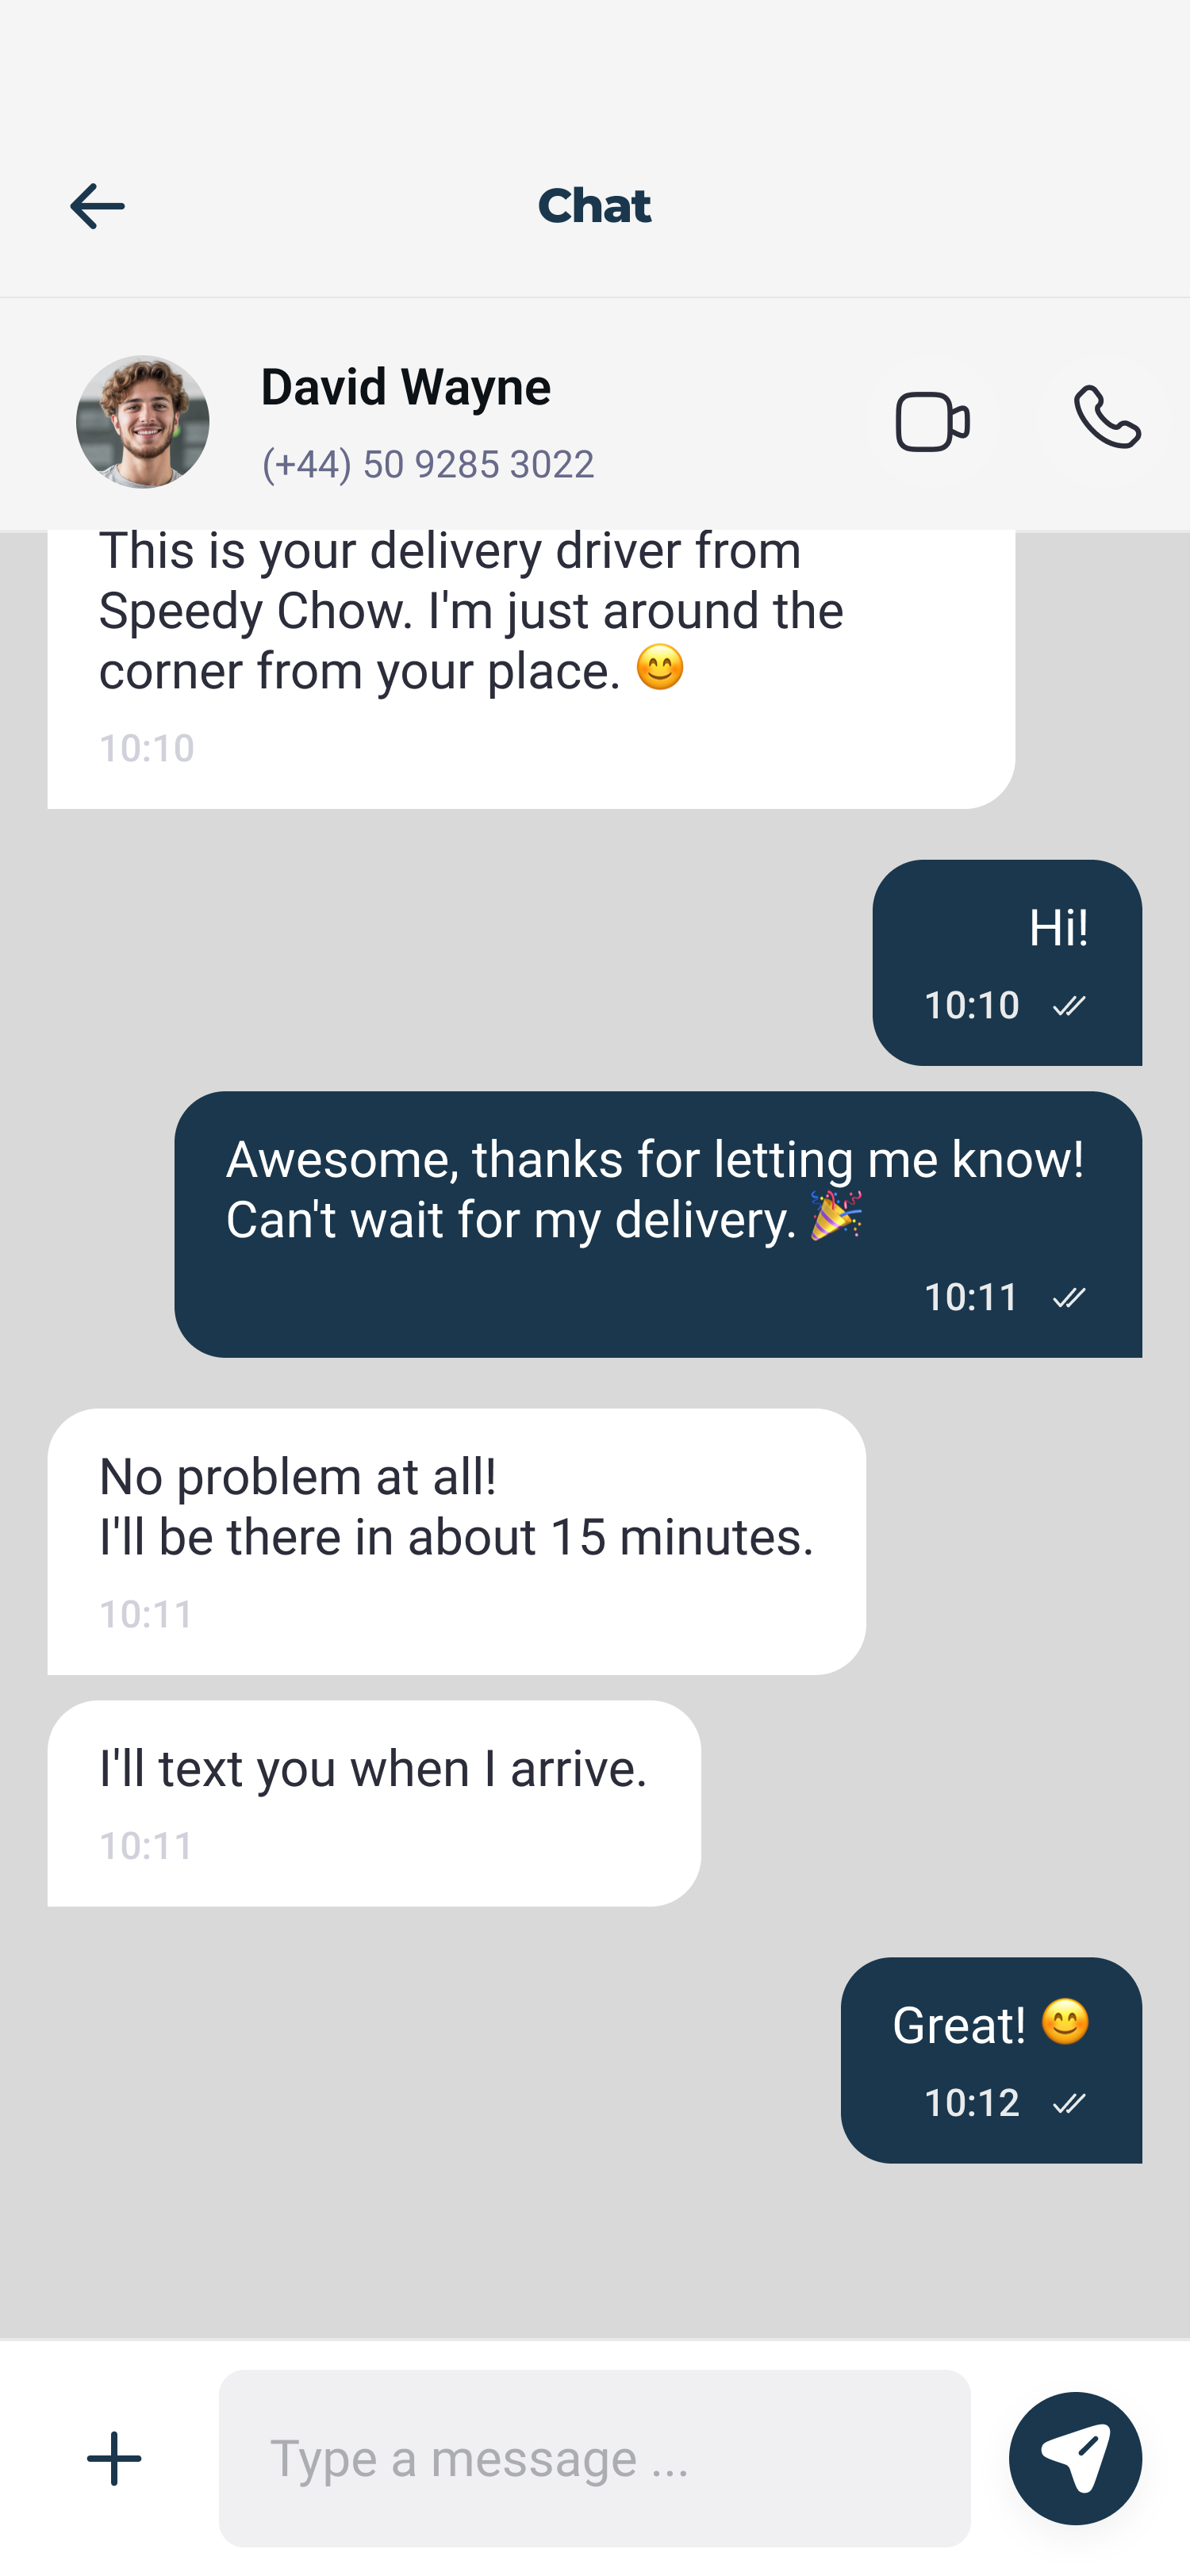 Chat
David Wayne
(+44) 50 9285 3022
This is your delivery driver from
Speedy Chow. I'm just around the
corner from your place. 😊
10:10
Hi!
10:10
Awesome, thanks for letting me know!
Can't wait for my delivery. 🎉
10:11
No problem at all!
I'll be there in about 15 minutes.
10:11
I'll text you when I arrive.
10:11
Great! 😊
10:12
Type a message ...